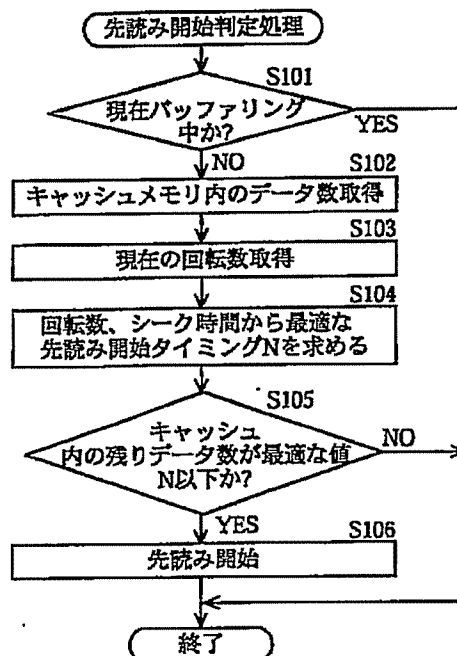 先読み開始判定処理
S101
現在バッファリング
中か?
YES
NO
S102
キャッシュメモリ内のデータ数取得
S103
現在の回転数取得
S104
回転数、シーク時間から最適な
先読み開始タイミングNを求める
S105
キャッシュ
内の残りデータ数が最適な値
N以下か?
NO
YES
S106
先読み開始
終了